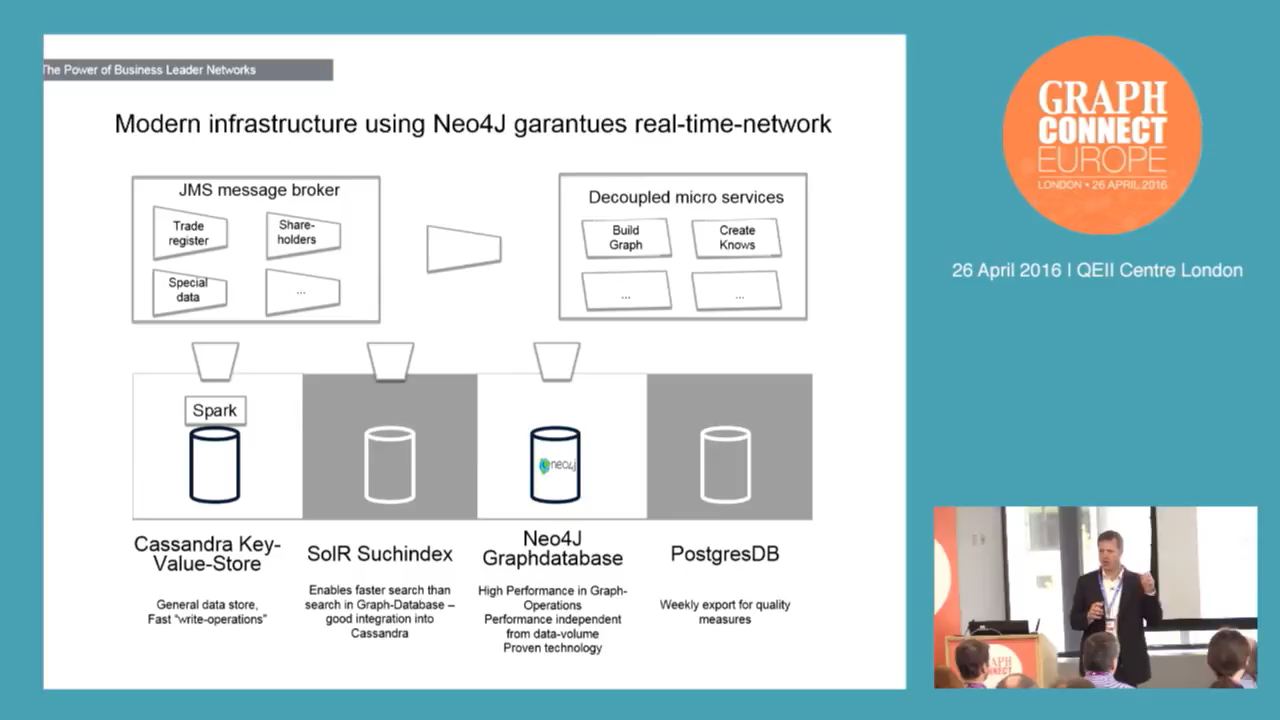 The Power of Business Leader Networks
Modern infrastructure using Neo4J garantues real-time-network
JMS message broker
Trade
register
Share-
holders
Special
data
...
Decoupled micro services
Build
Graph
Create
Knows
...
...
Spark
neo4j
Cassandra Key-
Value-Store
General data store,
Fast "write-operations"
SolR Suchindex
Enables faster search than
search in Graph-Database –
good integration into
Cassandra
Neo4J
Graphdatabase
High Performance in Graph-
Operations
Performance independent
from data-volume
Proven technology
PostgresDB
Weekly export for quality
measures
GRAPH
CONNECT
EUROPE
LONDON • 26 APRIL 2016
26 April 2016 | QEII Centre London